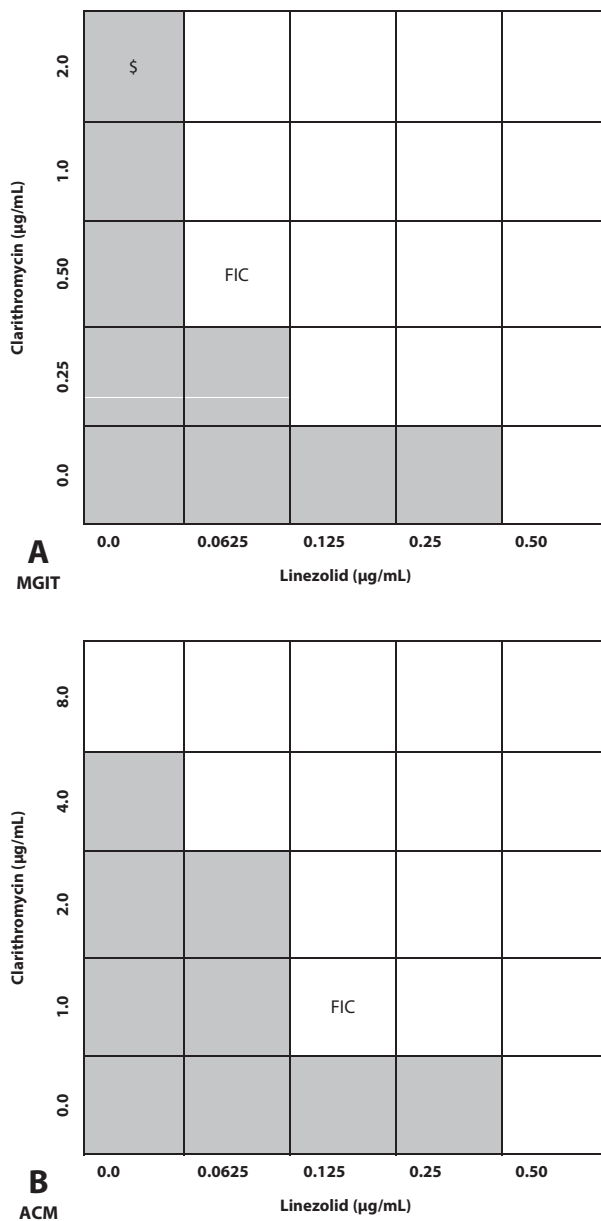 Clarithromycin (µg/mL)
2.0
$
1.0
0.50
FIC
0.25
0.0
0.0 0.0625 0.125 0.25 0.50
A
MGIT
Linezolid (µg/mL)
Clarithromycin (µg/mL)
8.0
4.0
2.0
1.0
FIC
0.0
0.0 0.0625 0.125 0.25 0.50
B
ACM
Linezolid (µg/mL)